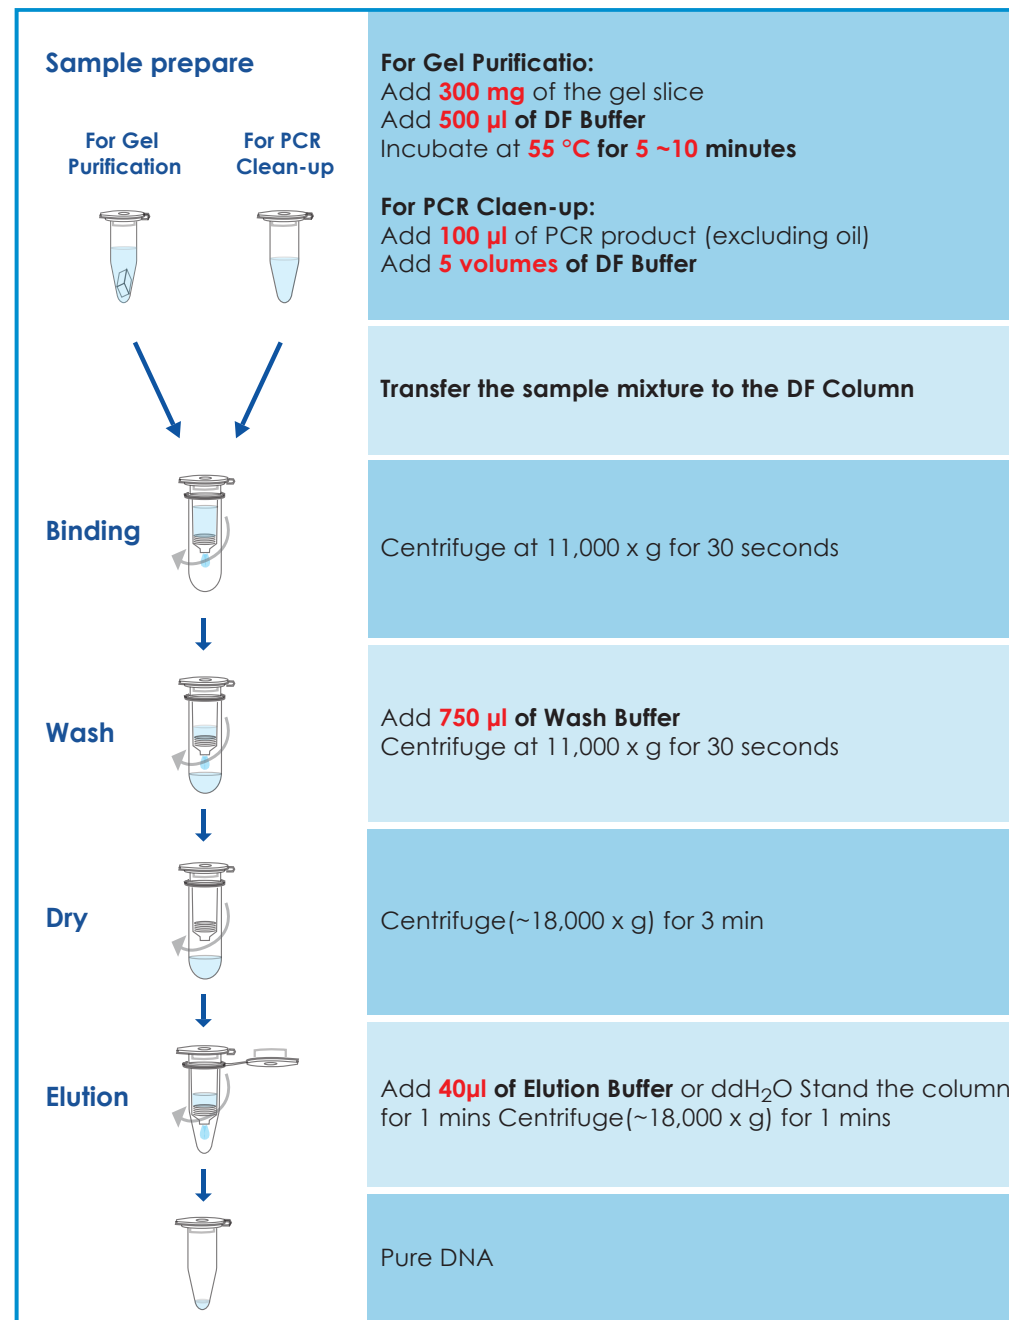 Sample prepare
For Gel
Purification
For PCR
Clean-up
For Gel Purificatio:
Add 300 mg of the gel slice
Add 500 µl of DF Buffer
Incubate at 55 °C for 5 ~10 minutes
For PCR Claen-up:
Add 100 µl of PCR product (excluding oil)
Add 5 volumes of DF Buffer
Transfer the sample mixture to the DF Column
Binding
Centrifuge at 11,000 x g for 30 seconds
Wash
Add 750 µl of Wash Buffer
Centrifuge at 11,000 x g for 30 seconds
Dry
Centrifuge(~18,000 x g) for 3 min
Elution
Add 40µl of Elution Buffer or ddH₂O Stand the column
for 1 mins Centrifuge(~18,000 x g) for 1 mins
Pure DNA